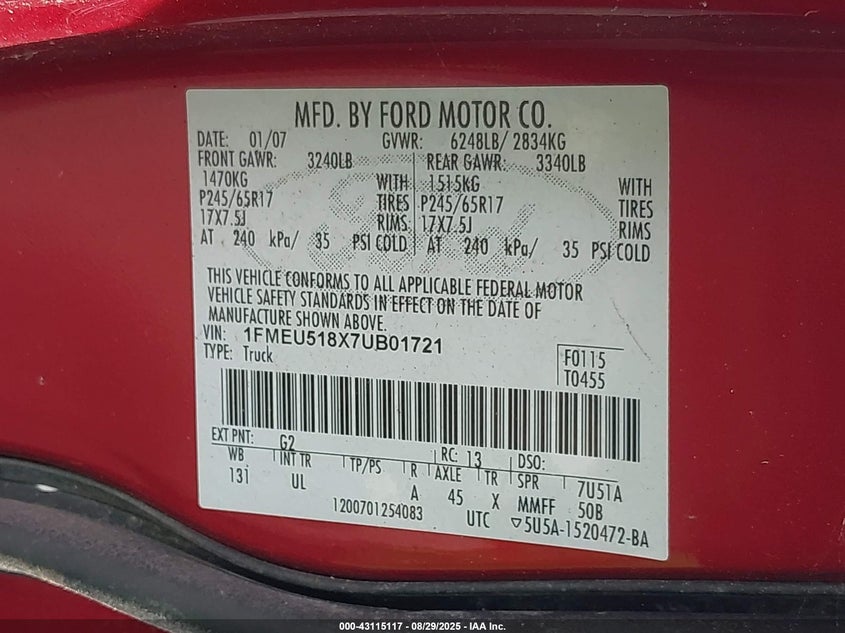 MFD. BY FORD MOTOR CO.
DATE: 01/07 GVWR: 6248LB/ 2834KG
FRONT GAWR: 3240LB REAR GAWR: 3340LB
1470KG WITH 1515KG WITH
P245/65R17 TIRES P245/65R17 TIRES
17X7.5J RIMS 17X7.5J RIMS
AT 240 kPa/ 35 PSI COLD AT 240 kPa/ 35 PSI COLD
THIS VEHICLE CONFORMS TO ALL APPLICABLE FEDERAL MOTOR
VEHICLE SAFETY STANDARDS IN EFFECT ON THE DATE OF
MANUFACTURE SHOWN ABOVE.
VIN: 1FMEU518X7UB01721
TYPE: Truck
F0115
T0455
EXT PNT: G2 RC: 13 DSO:
WB INT TR TP/PS R AXLE TR SPR 7U51A
131 UL A 45 X MMFF 50B
1200701254083 UTC ▽5U5A-1520472-BA
000-43115117 - 08/29/2025 - IAA Inc.